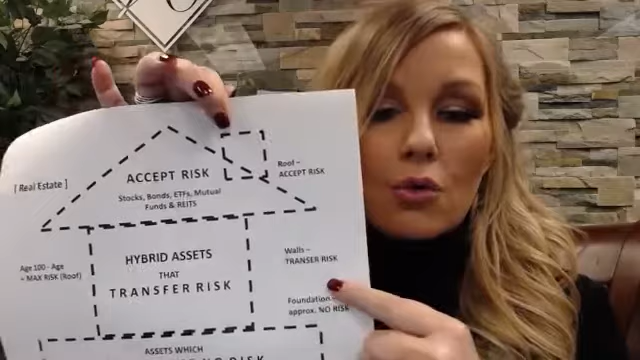 ACCEPT RISK
Stocks, Bonds, ETFs, Mutual
Funds & REITS
[ Real Estate ]
Roof –
ACCEPT RISK
HYBRID ASSETS
THAT
TRANSFER RISK
Age 100 - Age
= MAX RISK (Roof)
Walls –
TRANSER RISK
Foundation
approx. NO RISK
ASSETS WHICH
RISK